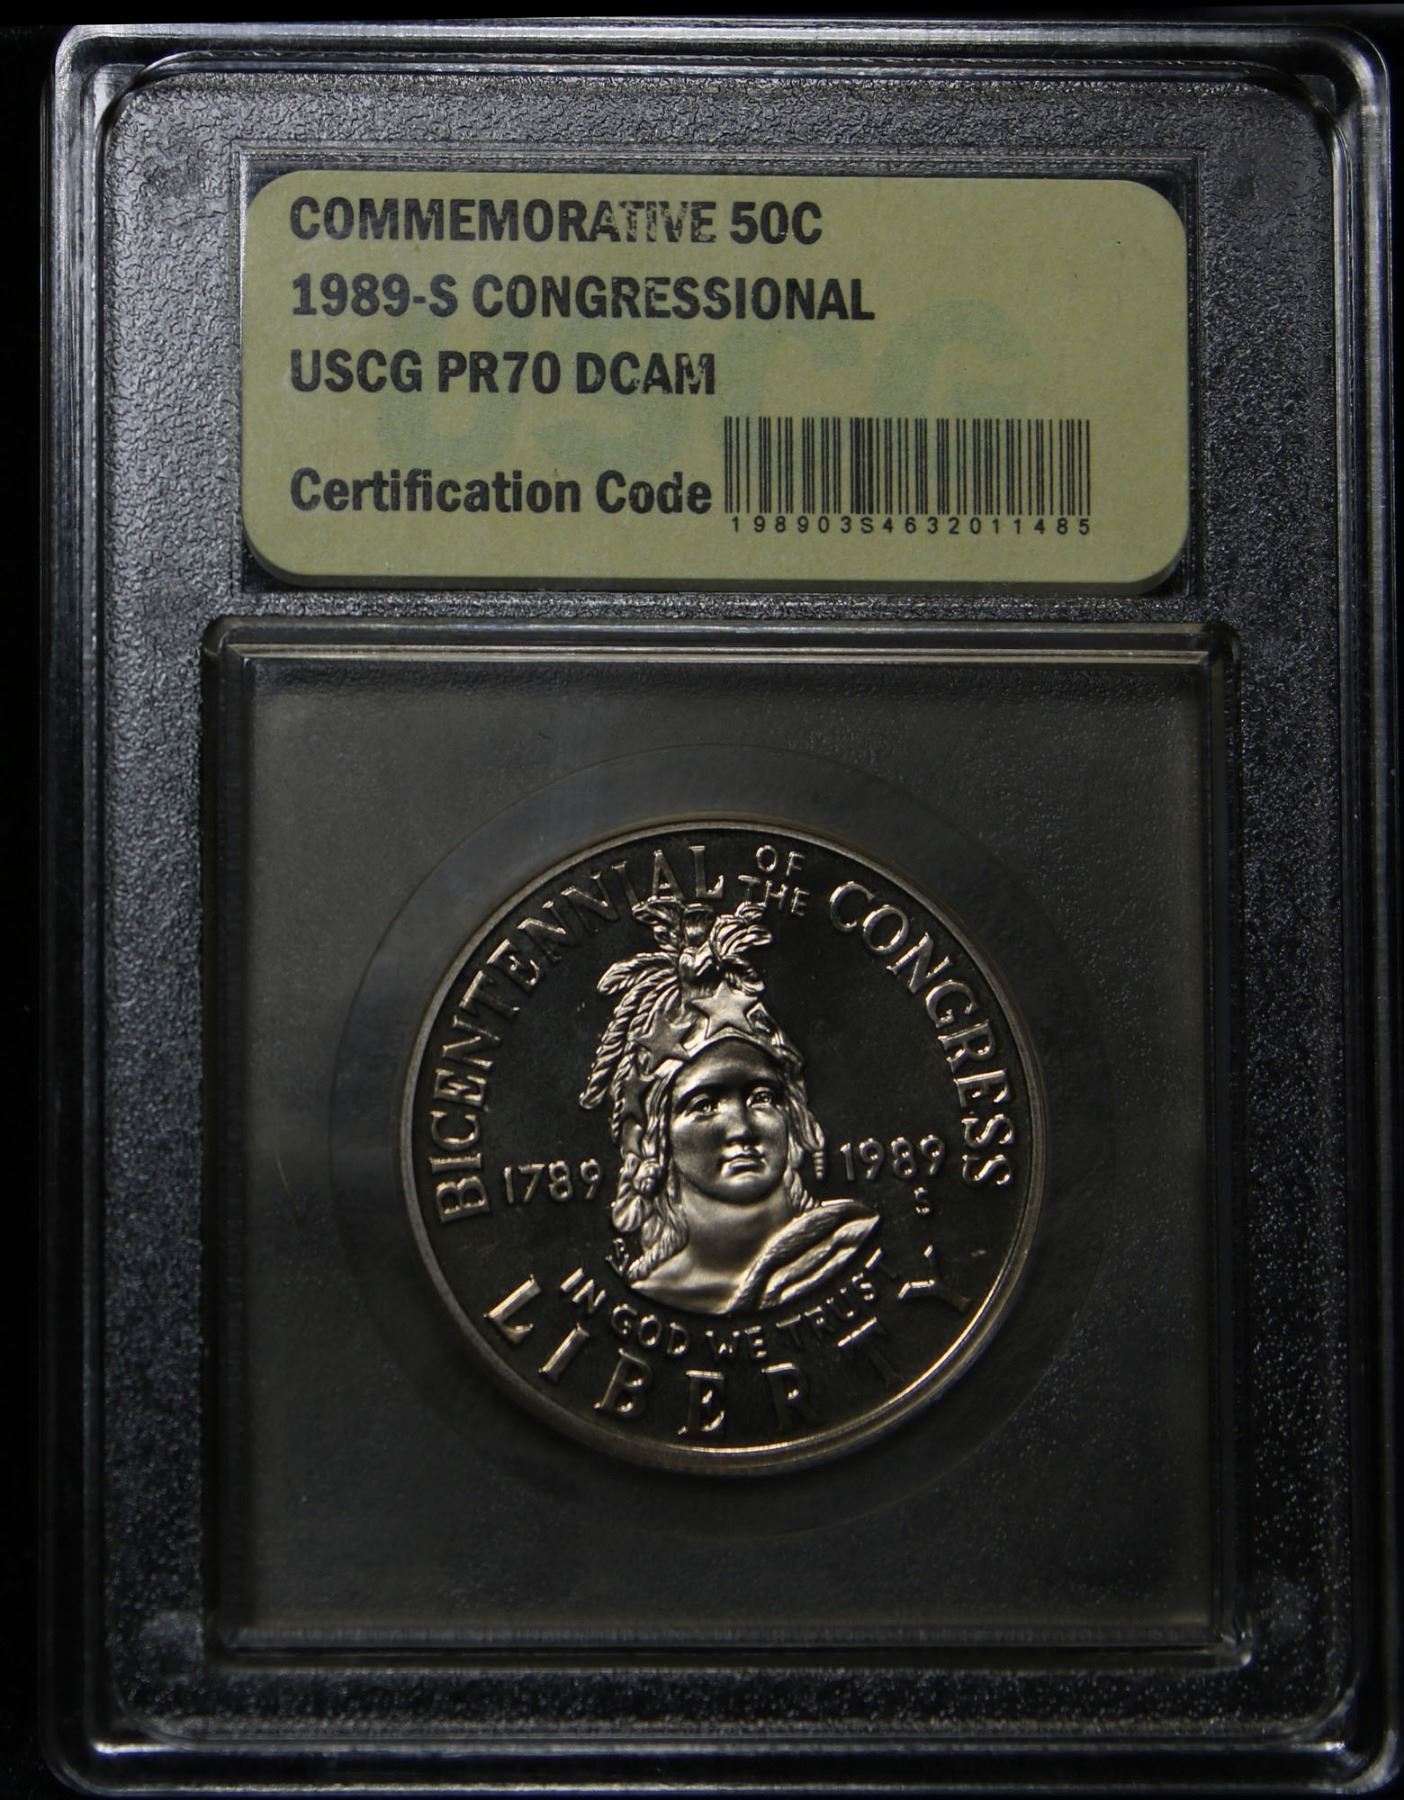 COMMEMORATIVE 50C
1989-S CONGRESSIONAL
USCG PR70 DCAM
Certification Code
198903S4632011485
USCG
BICENTENNIAL OF THE CONGRESS
1789
1989
S
IN GOD WE TRUST
LIBERTY